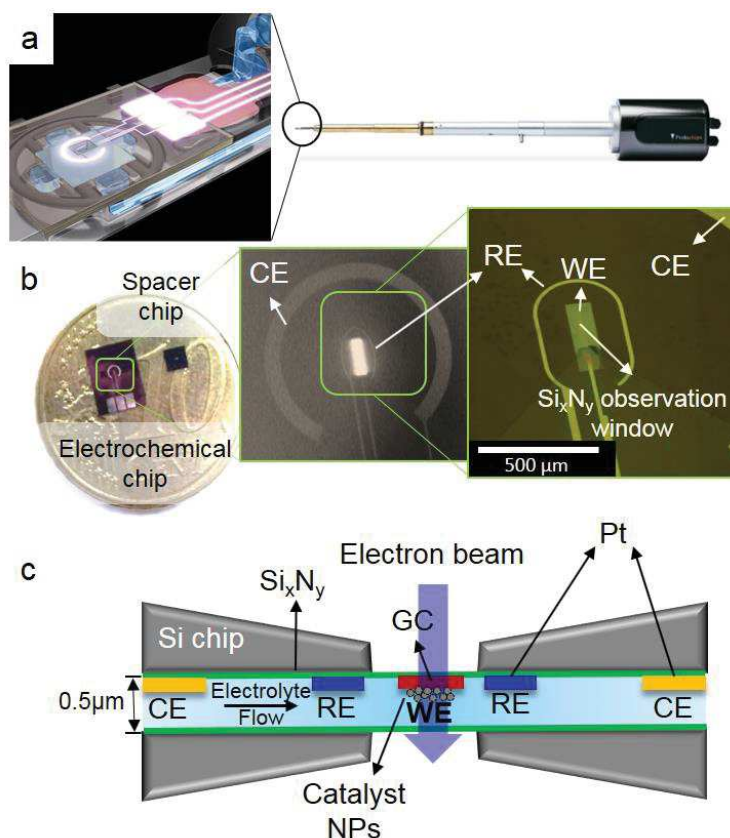 a
b
Spacer
chip
Electrochemical
chip
CE
RE
WE
CE
SixNy observation
window
500 µm
c
Electron beam
Pt
SixNy
Si chip
GC
0.5µm
CE
Electrolyte
Flow
RE
WE
RE
CE
Catalyst
NPs